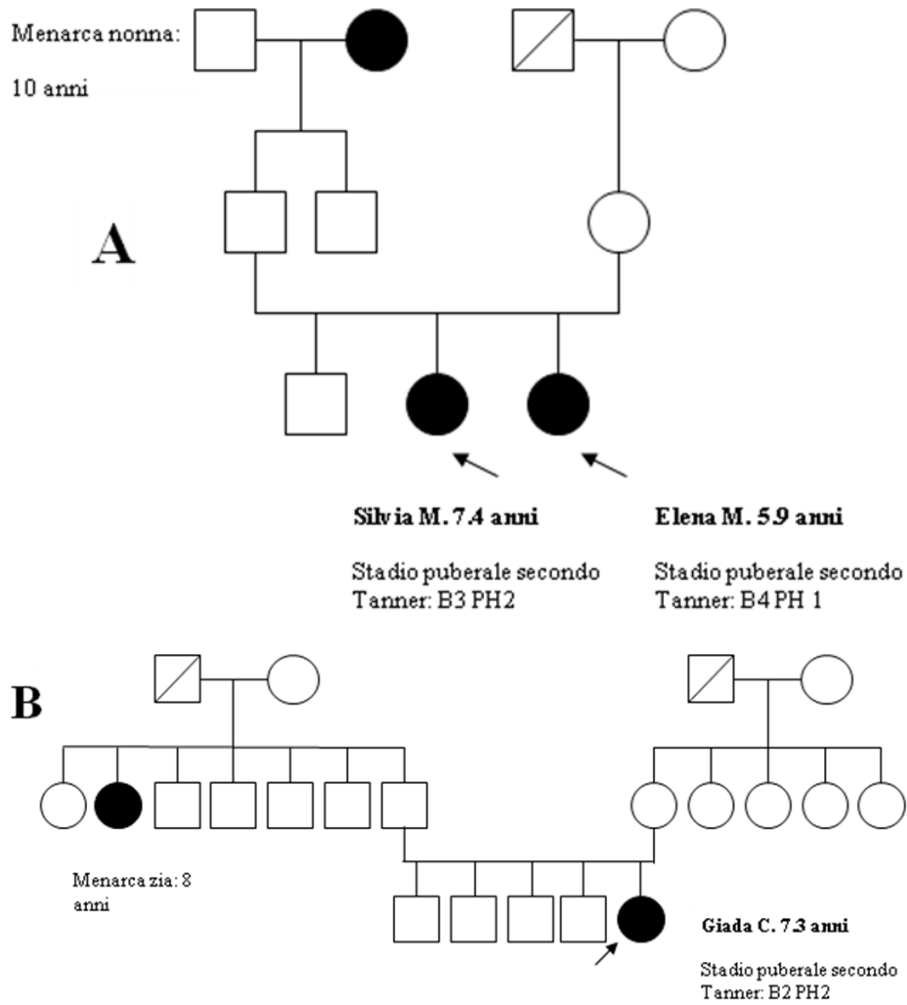 Menarca nonna:
10 anni
A
Silvia M. 7.4 anni
Stadio puberale secondo
Tanner: B3 PH2
Elena M. 5.9 anni
Stadio puberale secondo
Tanner: B4 PH 1
B
Menarca zia: 8
anni
Giada C. 7.3 anni
Stadio puberale secondo
Tanner: B2 PH2